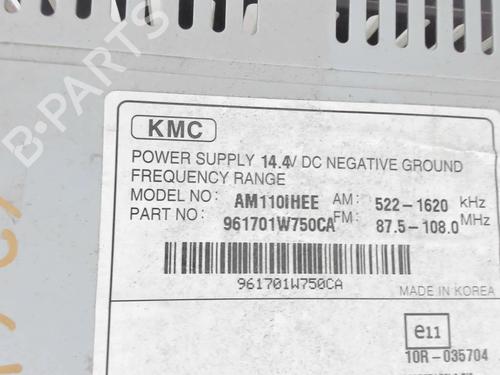 KMC
POWER SUPPLY 14.4V DC NEGATIVE GROUND
FREQUENCY RANGE
MODEL NO: AM110IHEE AM: 522-1620 kHz
PART NO: 961701W750CA FM: 87.5-108.0 MHz
961701W750CA
MADE IN KOREA
e11
10R-035704
B-PARTS